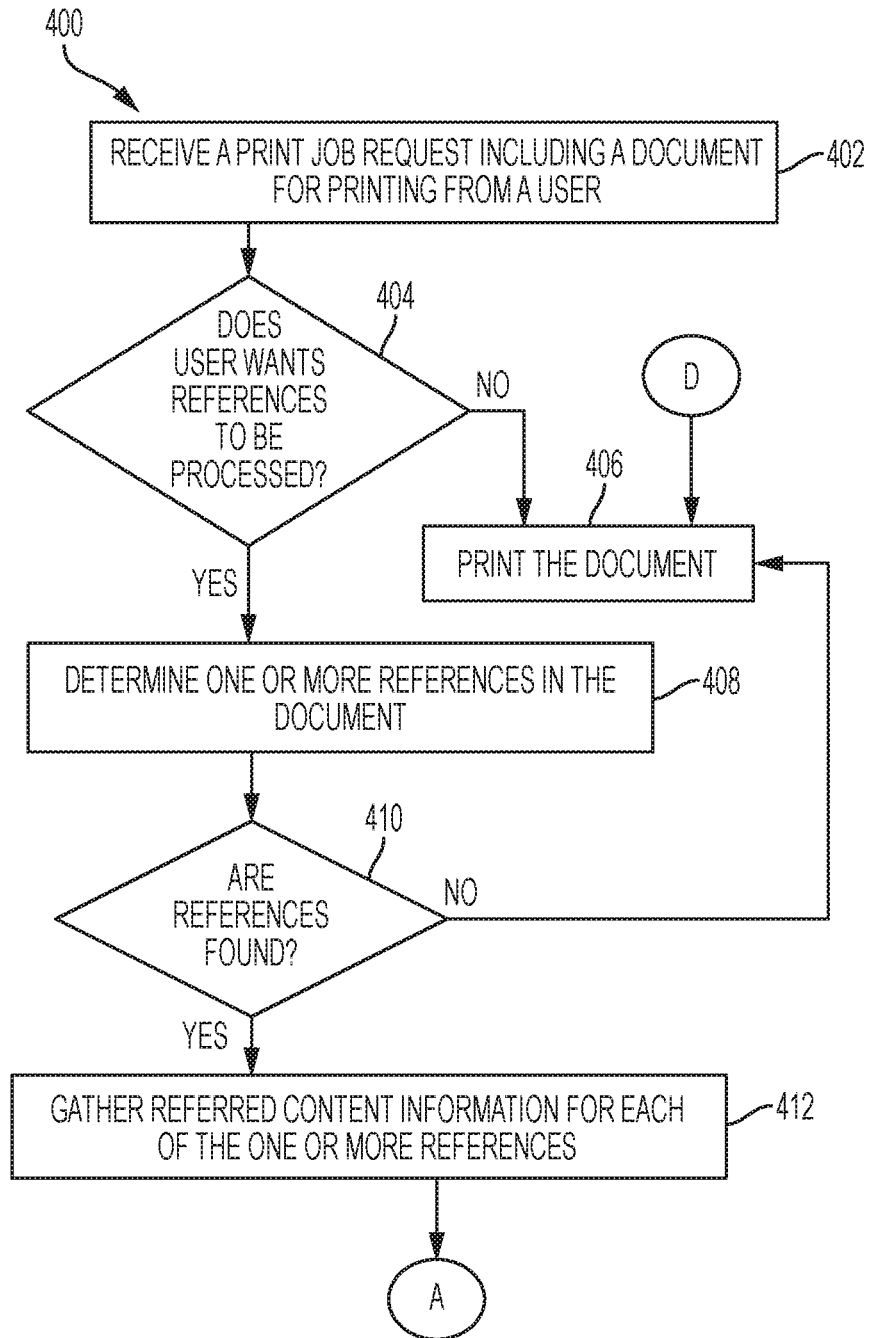 400
RECEIVE A PRINT JOB REQUEST INCLUDING A DOCUMENT
FOR PRINTING FROM A USER
402
404
DOES
USER WANTS
REFERENCES
TO BE
PROCESSED?
NO
D
406
PRINT THE DOCUMENT
YES
DETERMINE ONE OR MORE REFERENCES IN THE
DOCUMENT
408
410
ARE
REFERENCES
FOUND?
NO
YES
GATHER REFERRED CONTENT INFORMATION FOR EACH
OF THE ONE OR MORE REFERENCES
412
A